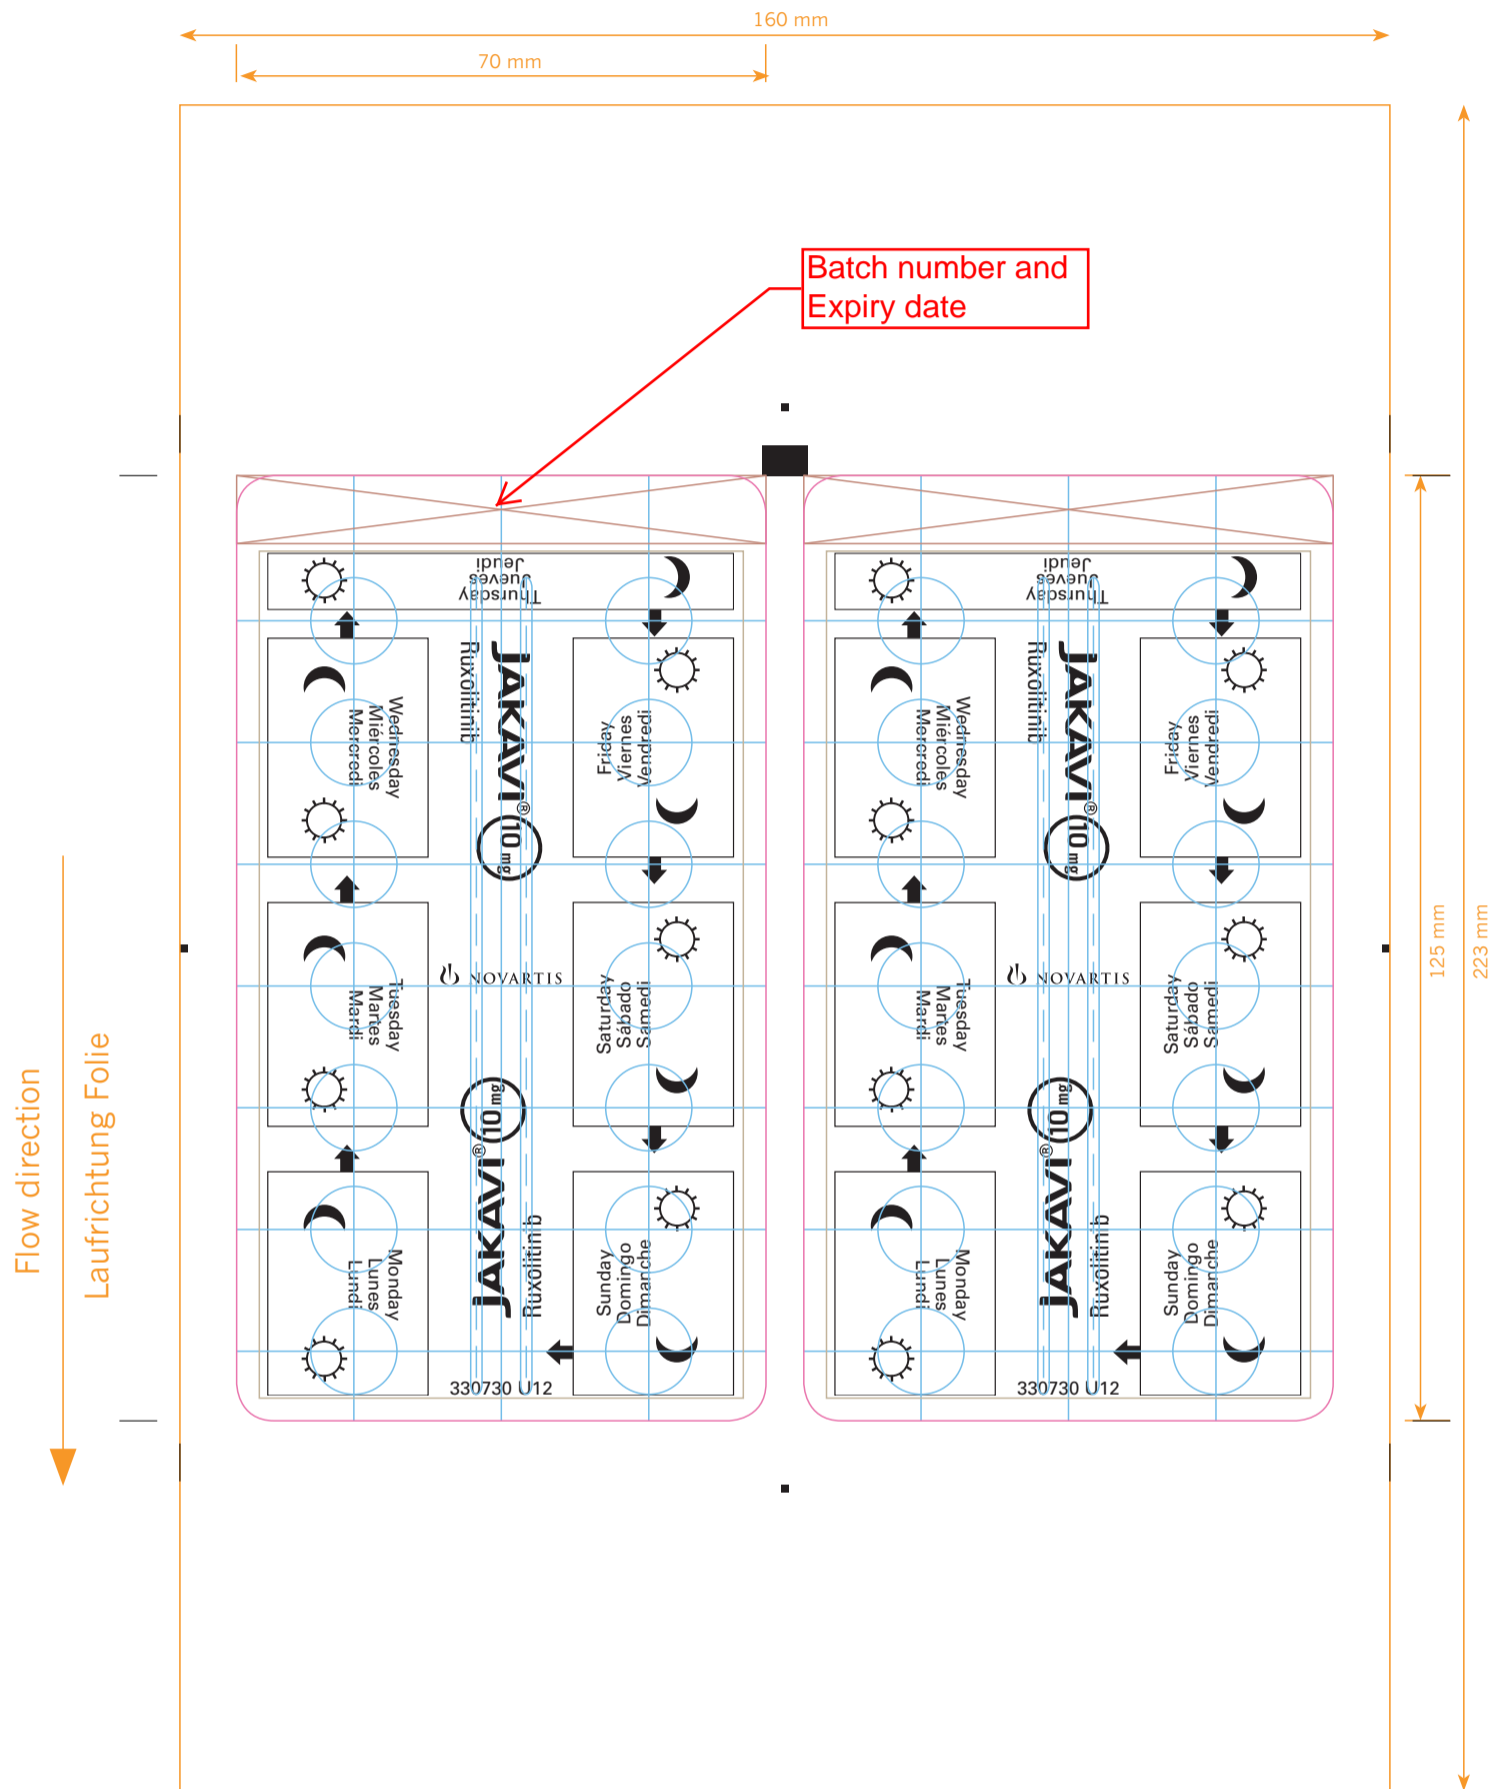 160 mm
70 mm
Batch number and
Expiry date
Thursday
Jueves
Jeudi
Wednesday
Miércoles
Mercredi
JAKAVI® 10 mg
Ruxolitinib
Friday
Viernes
Vendredi
Tuesday
Martes
Mardi
NOVARTIS
Saturday
Sábado
Samedi
Monday
Lunes
Lundi
JAKAVI® 10 mg
Ruxolitinib
Sunday
Domingo
Dimanche
330730 U12
Thursday
Jueves
Jeudi
Wednesday
Miércoles
Mercredi
JAKAVI® 10 mg
Ruxolitinib
Friday
Viernes
Vendredi
Tuesday
Martes
Mardi
NOVARTIS
Saturday
Sábado
Samedi
Monday
Lunes
Lundi
JAKAVI® 10 mg
Ruxolitinib
Sunday
Domingo
Dimanche
330730 U12
125 mm
223 mm
Flow direction
Laufrichtung Folie